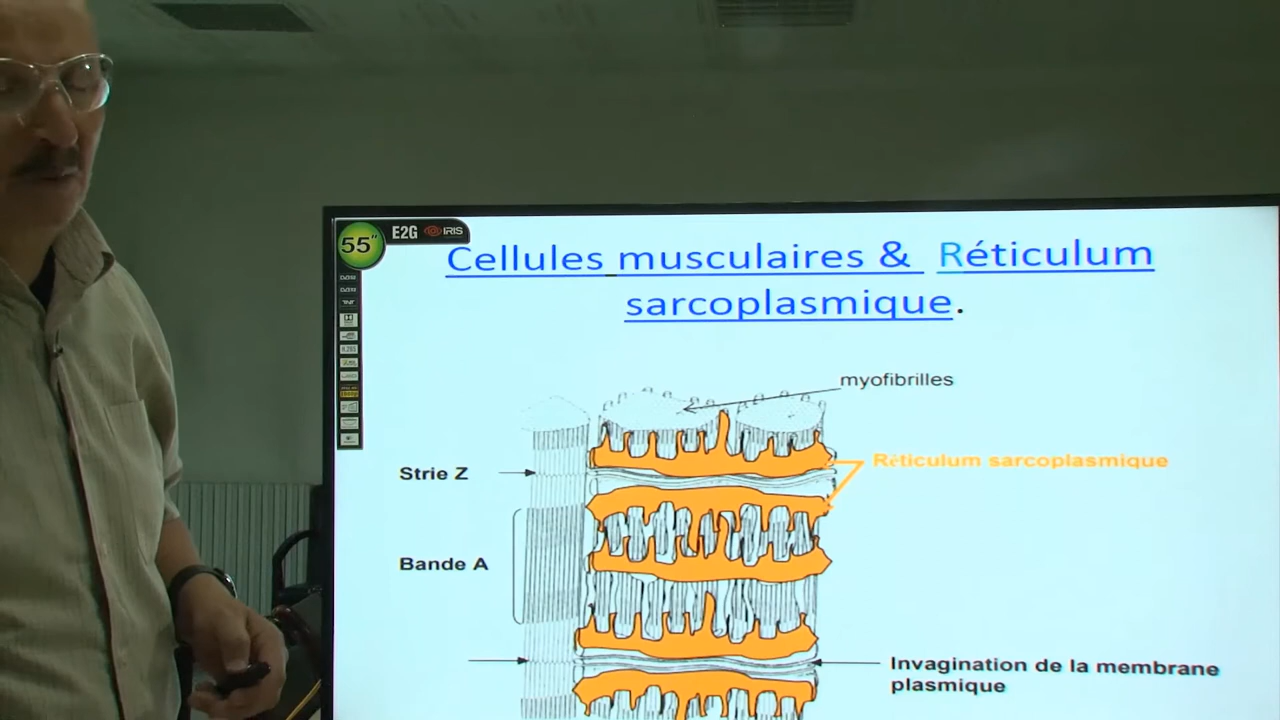 55"
E2G IRIS
Cellules musculaires & Réticulum
sarcoplasmique.
myofibrilles
Réticulum sarcoplasmique
Strie Z
Bande A
Invagination de la membrane
plasmique